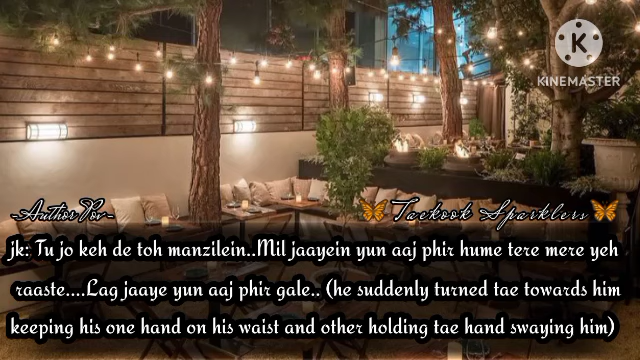 KINEMASTER
-Author Pov-
🦋Taekook Sparklers🦋
jk: Tu jo keh de toh manzilein..Mil jaayein yun aaj phir hume tere mere yeh
raaste....Lag jaaye yun aaj phir gale.. (he suddenly turned tae towards him
keeping his one hand on his waist and other holding tae hand swaying him)